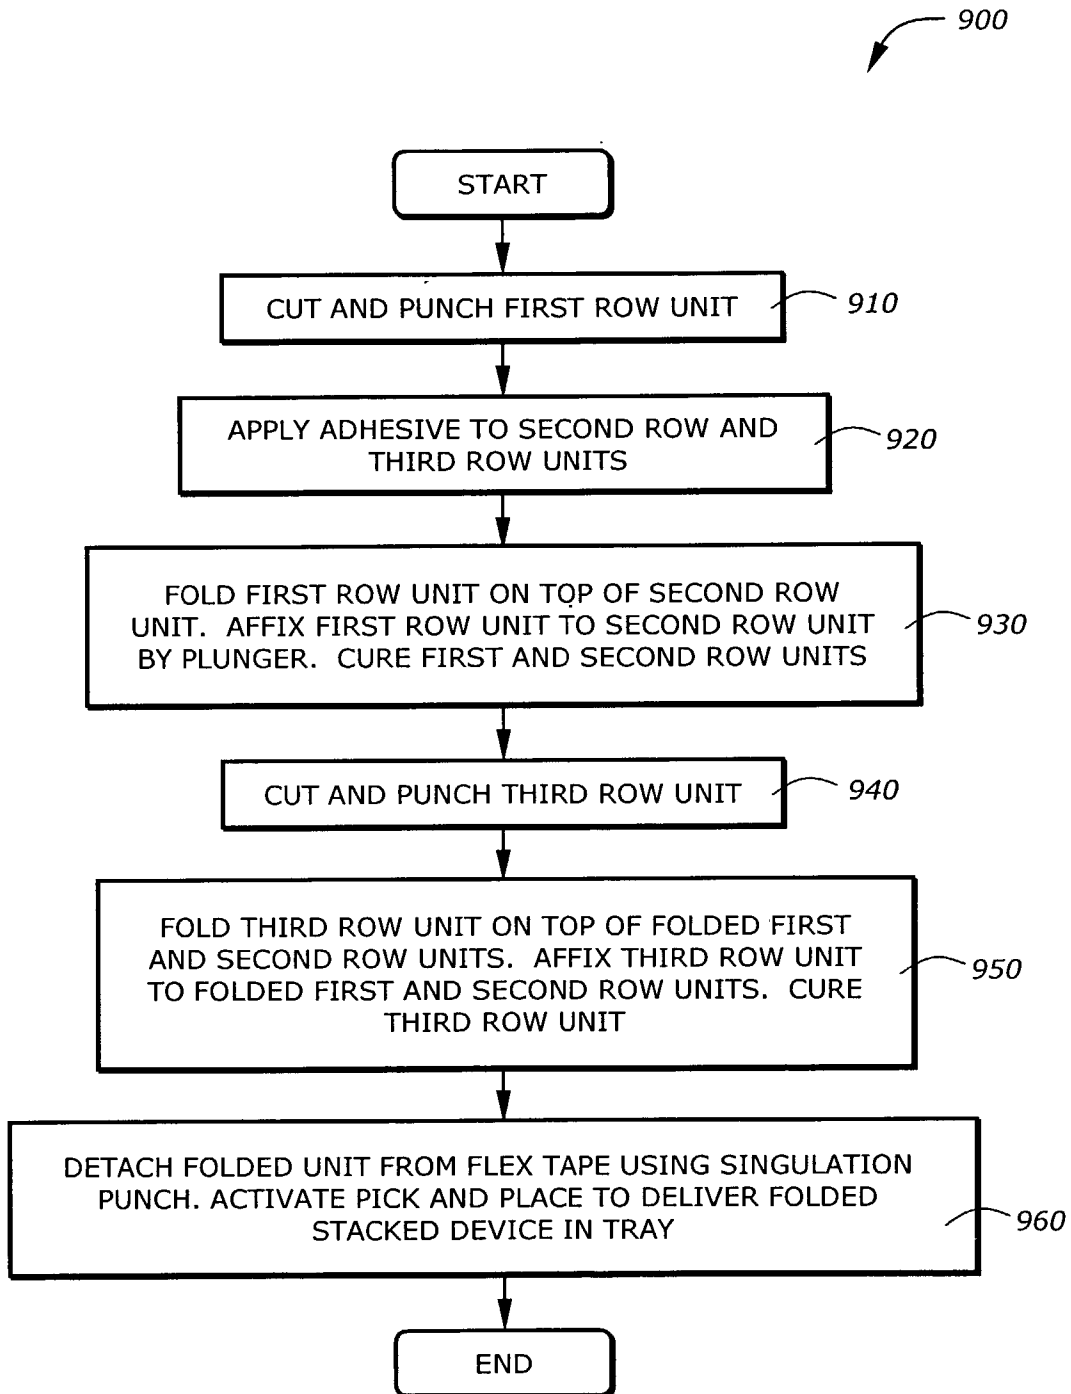 900
START
CUT AND PUNCH FIRST ROW UNIT
910
APPLY ADHESIVE TO SECOND ROW AND
THIRD ROW UNITS
920
FOLD FIRST ROW UNIT ON TOP OF SECOND ROW
UNIT. AFFIX FIRST ROW UNIT TO SECOND ROW UNIT
BY PLUNGER. CURE FIRST AND SECOND ROW UNITS
930
CUT AND PUNCH THIRD ROW UNIT
940
FOLD THIRD ROW UNIT ON TOP OF FOLDED FIRST
AND SECOND ROW UNITS. AFFIX THIRD ROW UNIT
TO FOLDED FIRST AND SECOND ROW UNITS. CURE
THIRD ROW UNIT
950
DETACH FOLDED UNIT FROM FLEX TAPE USING SINGULATION
PUNCH. ACTIVATE PICK AND PLACE TO DELIVER FOLDED
STACKED DEVICE IN TRAY
960
END